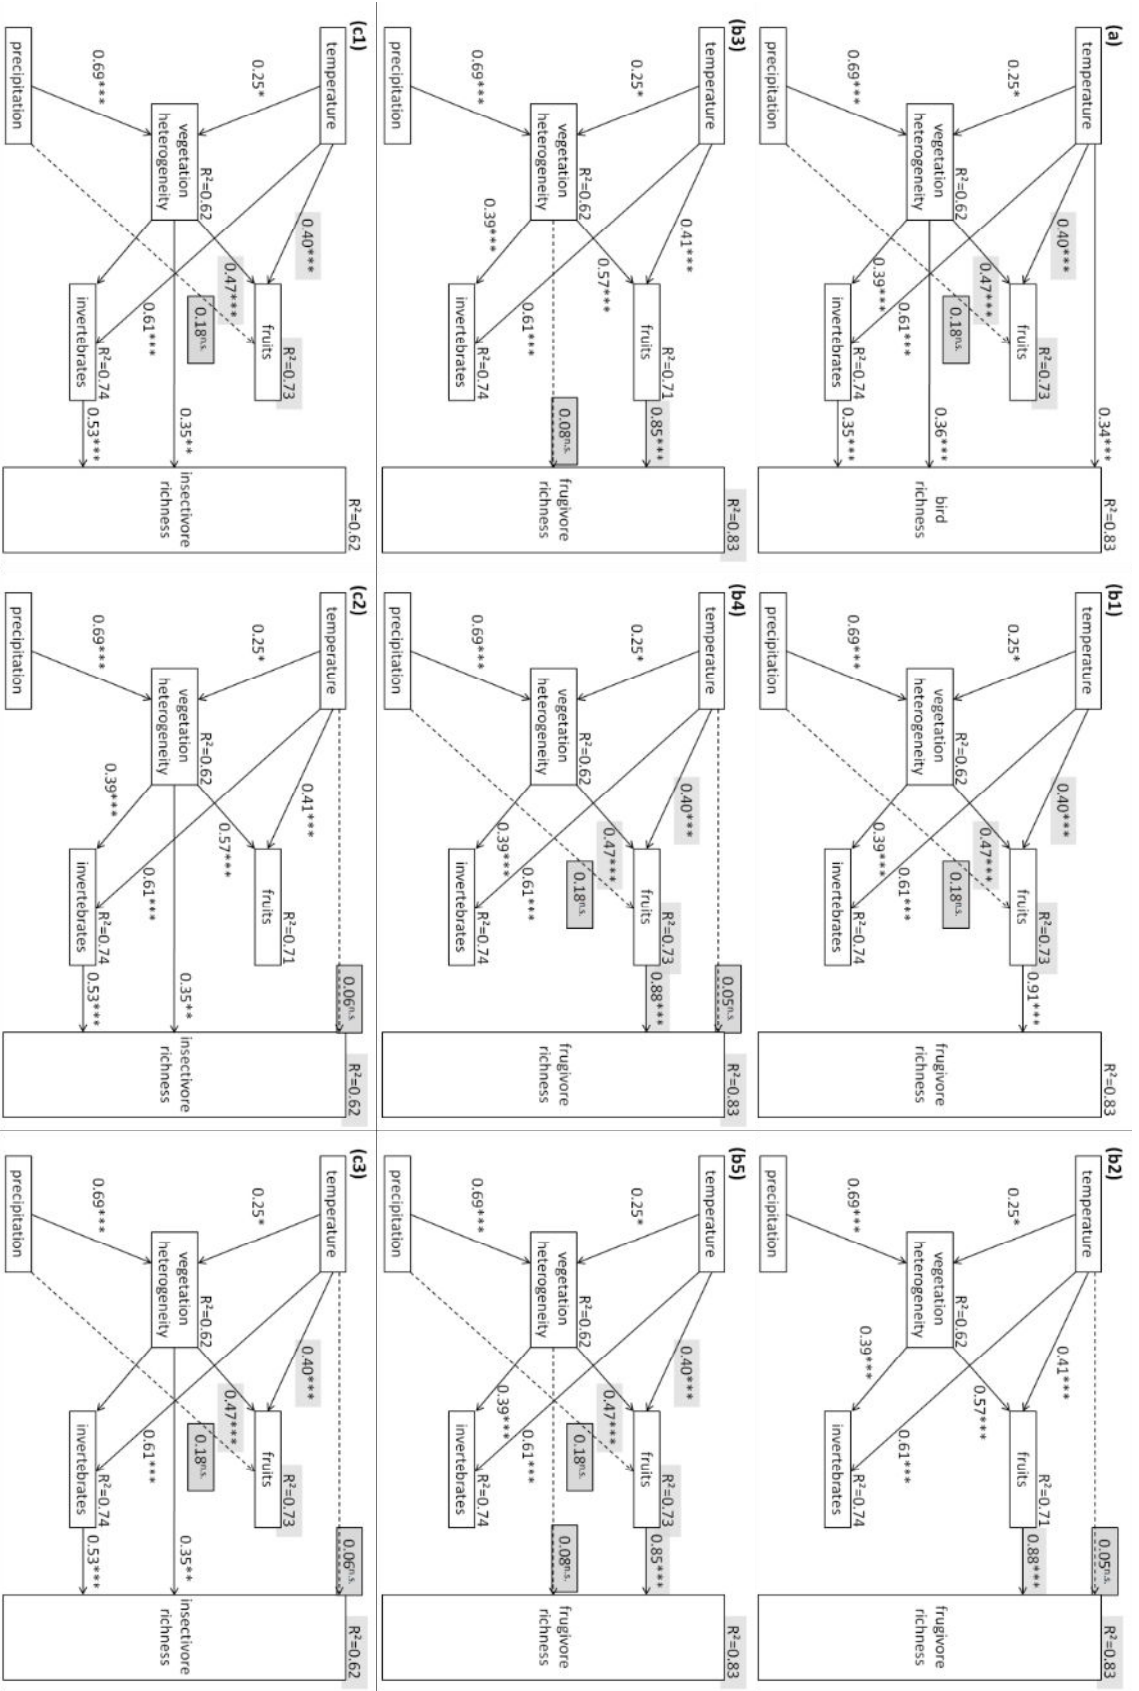 (a)
temperature
0.34***
R²=0.83
0.25*
0.40***
R²=0.73
fruits
0.47***
R²=0.62
vegetation
heterogeneity
0.18n.s.
0.36***
bird
richness
0.69***
0.39***
0.61***
R²=0.74
invertebrates
0.35***
precipitation
(b1)
temperature
R²=0.83
0.25*
0.40***
R²=0.73
fruits
0.91***
0.47***
R²=0.62
vegetation
heterogeneity
0.18n.s.
frugivore
richness
0.69***
0.39***
0.61***
R²=0.74
invertebrates
precipitation
(b2)
temperature
0.05n.s.
R²=0.83
0.25*
0.41***
R²=0.71
fruits
0.88***
0.57***
R²=0.62
vegetation
heterogeneity
frugivore
richness
0.69***
0.39***
0.61***
R²=0.74
invertebrates
precipitation
(b3)
temperature
R²=0.83
0.25*
0.41***
R²=0.71
fruits
0.85***
0.57***
R²=0.62
vegetation
heterogeneity
0.08n.s.
frugivore
richness
0.69***
0.39***
0.61***
R²=0.74
invertebrates
precipitation
(b4)
temperature
0.05n.s.
R²=0.83
0.25*
0.40***
R²=0.73
fruits
0.88***
0.47***
R²=0.62
vegetation
heterogeneity
0.18n.s.
frugivore
richness
0.69***
0.39***
0.61***
R²=0.74
invertebrates
precipitation
(b5)
temperature
R²=0.83
0.25*
0.40***
R²=0.73
fruits
0.85***
0.47***
R²=0.62
vegetation
heterogeneity
0.18n.s.
0.08n.s.
frugivore
richness
0.69***
0.39***
0.61***
R²=0.74
invertebrates
precipitation
(c1)
temperature
R²=0.62
0.25*
0.40***
R²=0.73
fruits
0.47***
R²=0.62
vegetation
heterogeneity
0.18n.s.
0.35**
insectivore
richness
0.69***
0.61***
R²=0.74
invertebrates
0.53***
precipitation
(c2)
temperature
0.06n.s.
R²=0.62
0.25*
0.41***
R²=0.71
fruits
0.57***
R²=0.62
vegetation
heterogeneity
0.35**
insectivore
richness
0.69***
0.39***
0.61***
R²=0.74
invertebrates
0.53***
precipitation
(c3)
temperature
0.06n.s.
R²=0.62
0.25*
0.40***
R²=0.73
fruits
0.47***
R²=0.62
vegetation
heterogeneity
0.18n.s.
0.35**
insectivore
richness
0.69***
0.61***
R²=0.74
invertebrates
0.53***
precipitation